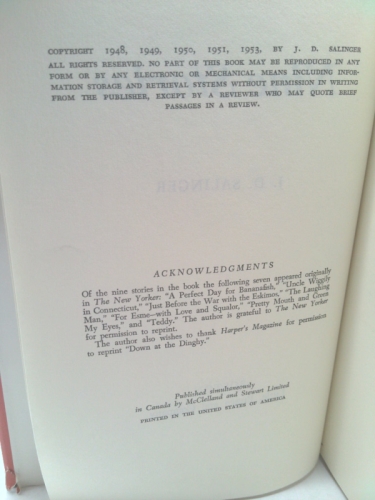 COPYRIGHT 1948, 1949, 1950, 1951, 1953, BY J. D. SALINGER
ALL RIGHTS RESERVED. NO PART OF THIS BOOK MAY BE REPRODUCED IN ANY
FORM OR BY ANY ELECTRONIC OR MECHANICAL MEANS INCLUDING INFOR-
MATION STORAGE AND RETRIEVAL SYSTEMS WITHOUT PERMISSION IN WRITING
FROM THE PUBLISHER, EXCEPT BY A REVIEWER WHO MAY QUOTE BRIEF
PASSAGES IN A REVIEW.
J. D. SALINGER
ACKNOWLEDGMENTS
Of the nine stories in the book the following seven appeared originally
in The New Yorker: "A Perfect Day for Bananafish," "Uncle Wiggily
in Connecticut," "Just Before the War with the Eskimos," "The Laughing
Man," "For Esme—with Love and Squalor," "Pretty Mouth and Green
My Eyes," and "Teddy." The author is grateful to The New Yorker
for permission to reprint.
The author also wishes to thank Harper's Magazine for permission
to reprint "Down at the Dinghy."
Published simultaneously
in Canada by McClelland and Stewart Limited
PRINTED IN THE UNITED STATES OF AMERICA